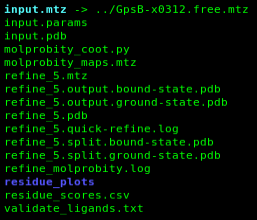 input.mtz -> ../GpsB-x0312.free.mtz
input.params
input.pdb
molprobity_coot.py
molprobity_maps.mtz
refine_5.mtz
refine_5.output.bound-state.pdb
refine_5.output.ground-state.pdb
refine_5.pdb
refine_5.quick-refine.log
refine_5.split.bound-state.pdb
refine_5.split.ground-state.pdb
refine_molprobity.log
residue_plots
residue_scores.csv
validate_ligands.txt